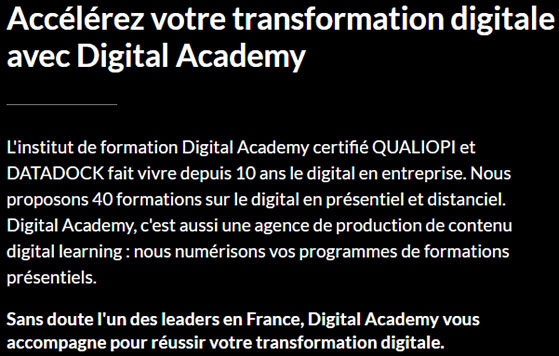 Accélérez votre transformation digitale
avec Digital Academy
L'institut de formation Digital Academy certifié QUALIOPI et
DATADOCK fait vivre depuis 10 ans le digital en entreprise. Nous
proposons 40 formations sur le digital en présentiel et distanciel.
Digital Academy, c'est aussi une agence de production de contenu
digital learning : nous numérisons vos programmes de formations
présentiels.
Sans doute l'un des leaders en France, Digital Academy vous
accompagne pour réussir votre transformation digitale.